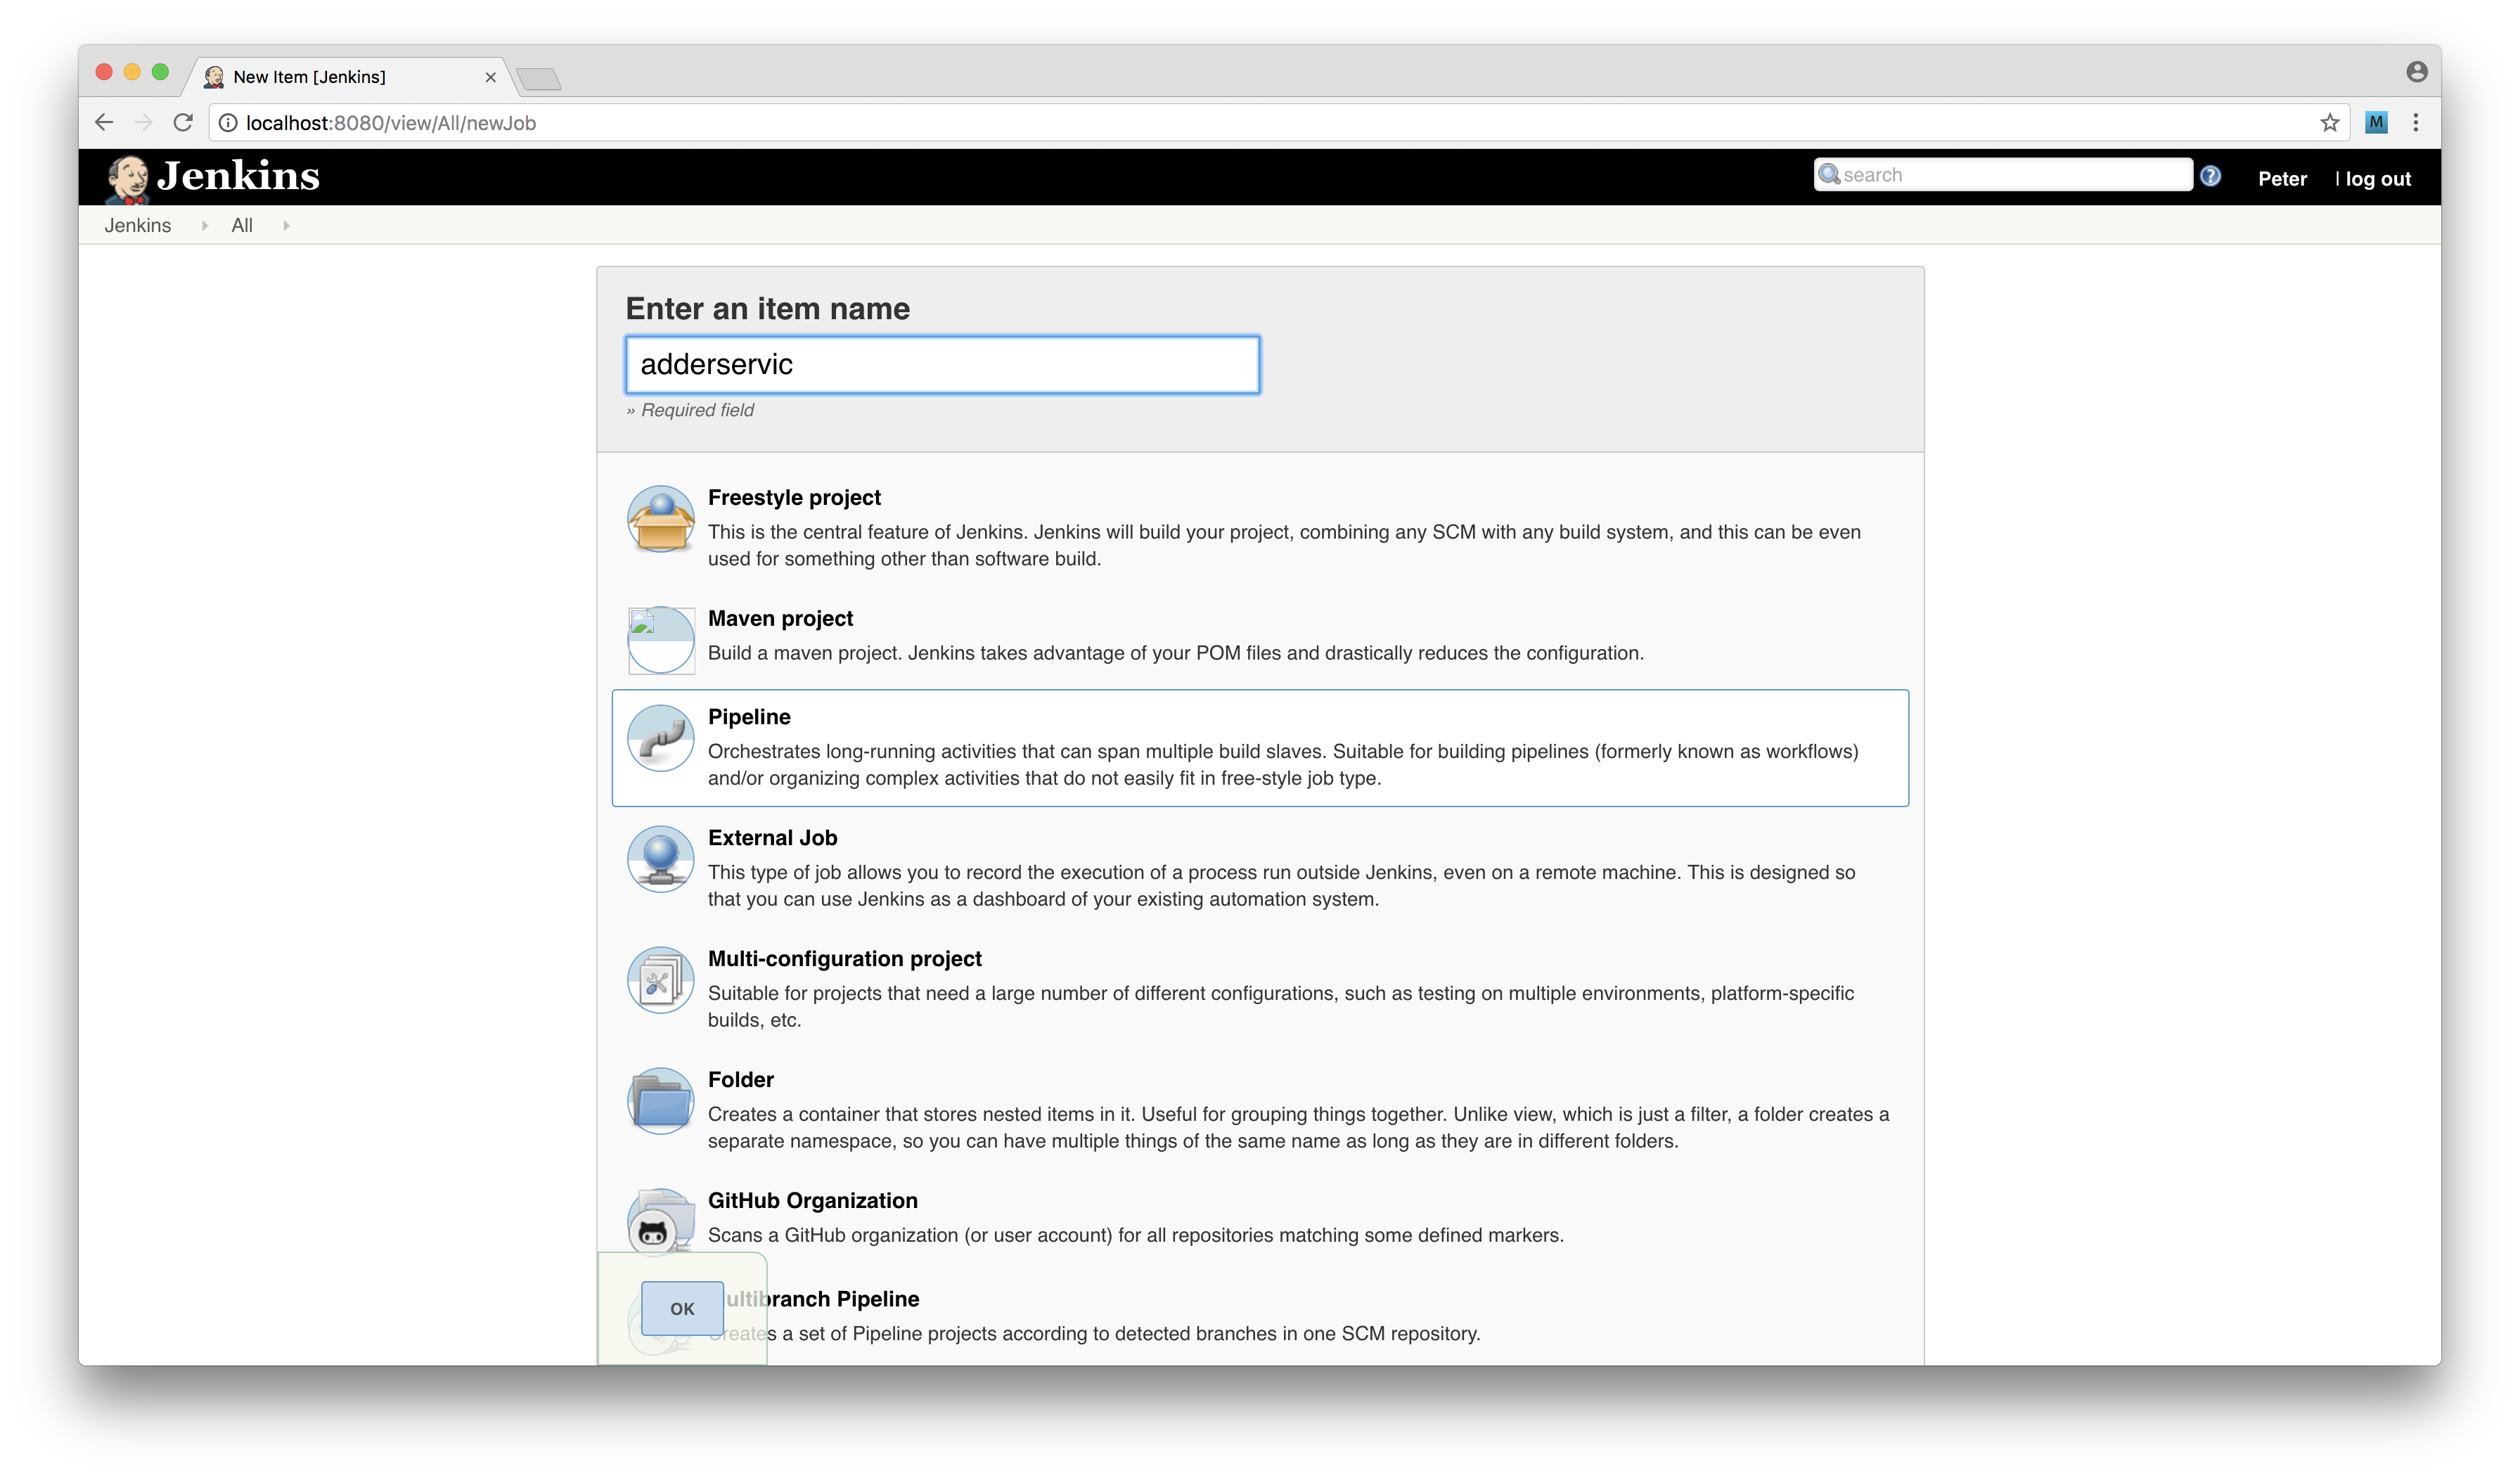 New Item [Jenkins]
localhost:8080/view/All/newJob
M
Jenkins
search
Peter
| log out
Jenkins
All
Enter an item name
adderservic
» Required field
Freestyle project
This is the central feature of Jenkins. Jenkins will build your project, combining any SCM with any build system, and this can be even
used for something other than software build.
Maven project
Build a maven project. Jenkins takes advantage of your POM files and drastically reduces the configuration.
Pipeline
Orchestrates long-running activities that can span multiple build slaves. Suitable for building pipelines (formerly known as workflows)
and/or organizing complex activities that do not easily fit in free-style job type.
External Job
This type of job allows you to record the execution of a process run outside Jenkins, even on a remote machine. This is designed so
that you can use Jenkins as a dashboard of your existing automation system.
Multi-configuration project
Suitable for projects that need a large number of different configurations, such as testing on multiple environments, platform-specific
builds, etc.
Folder
Creates a container that stores nested items in it. Useful for grouping things together. Unlike view, which is just a filter, a folder creates a
separate namespace, so you can have multiple things of the same name as long as they are in different folders.
GitHub Organization
Scans a GitHub organization (or user account) for all repositories matching some defined markers.
OK
ultibranch Pipeline
Creates a set of Pipeline projects according to detected branches in one SCM repository.